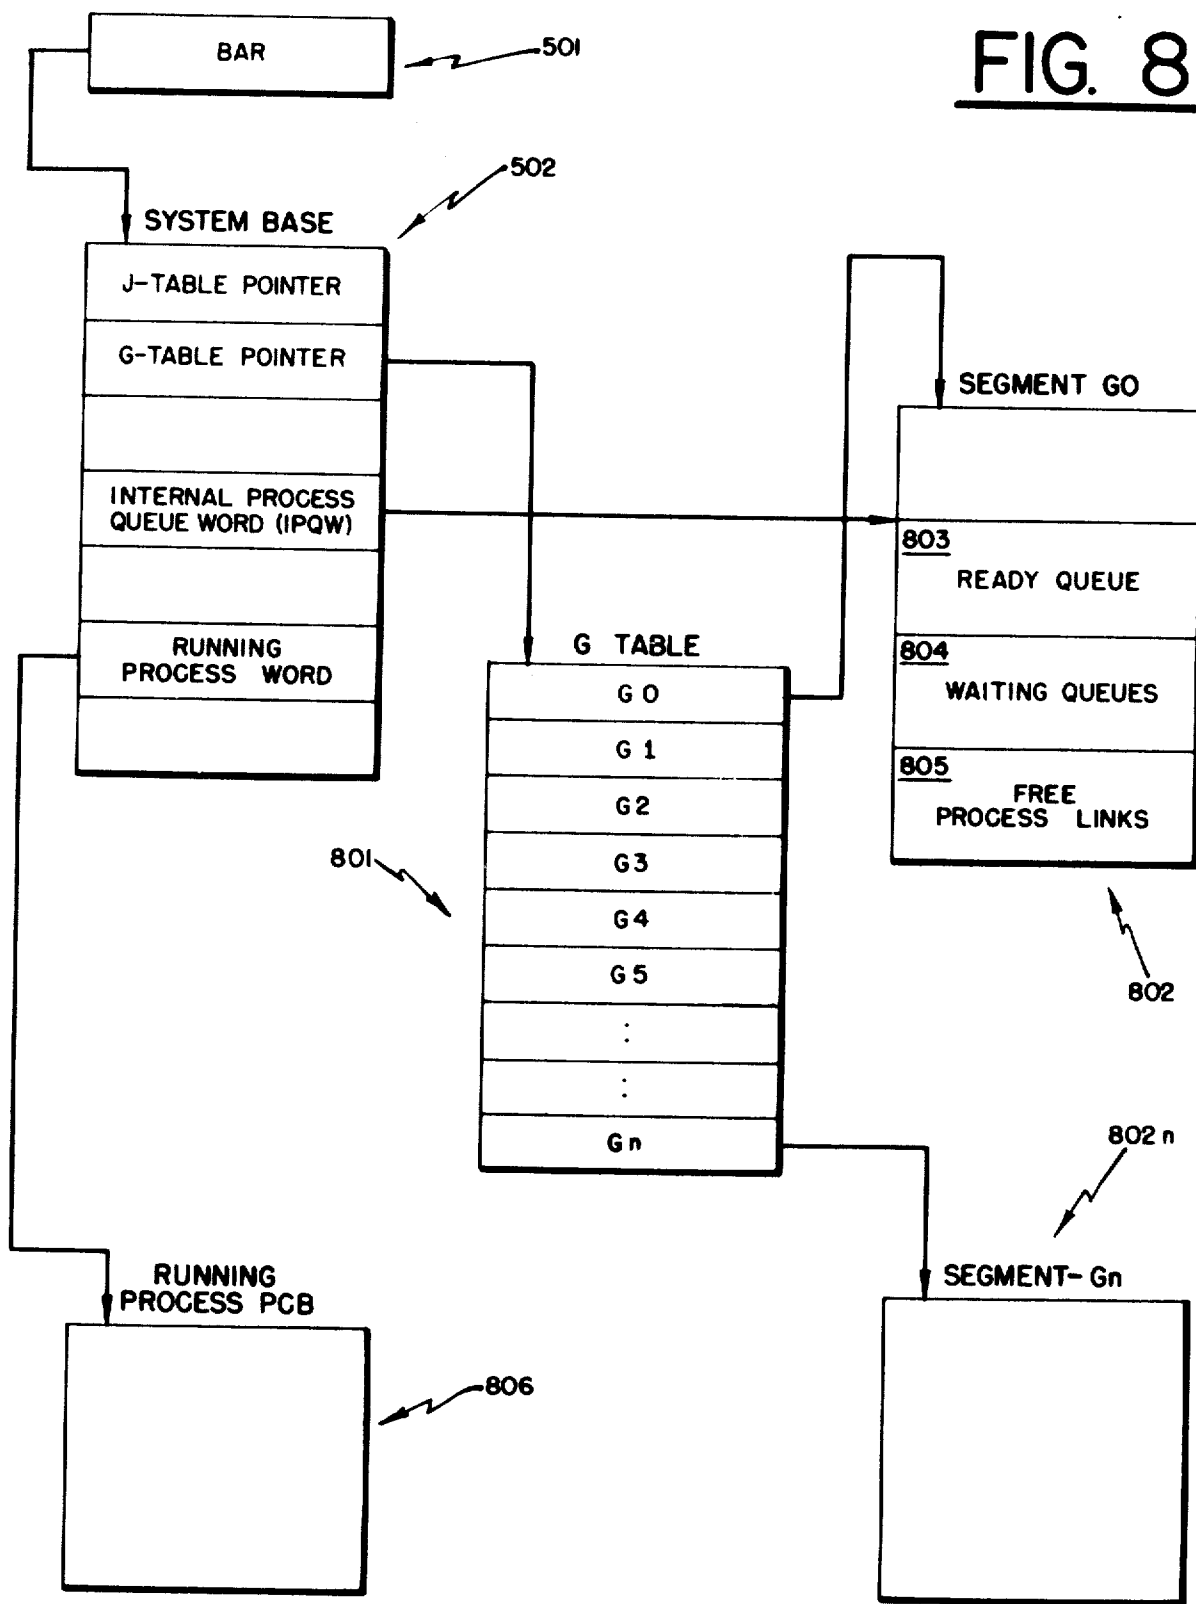 FIG. 8
BAR
501
502
SYSTEM BASE
J-TABLE POINTER
G-TABLE POINTER
INTERNAL PROCESS
QUEUE WORD (IPQW)
RUNNING
PROCESS WORD
SEGMENT G0
803
READY QUEUE
804
WAITING QUEUES
805
FREE
PROCESS LINKS
802
G TABLE
G 0
G 1
G2
G3
G4
G5
:
:
Gn
801
802n
SEGMENT-Gn
RUNNING
PROCESS PCB
806